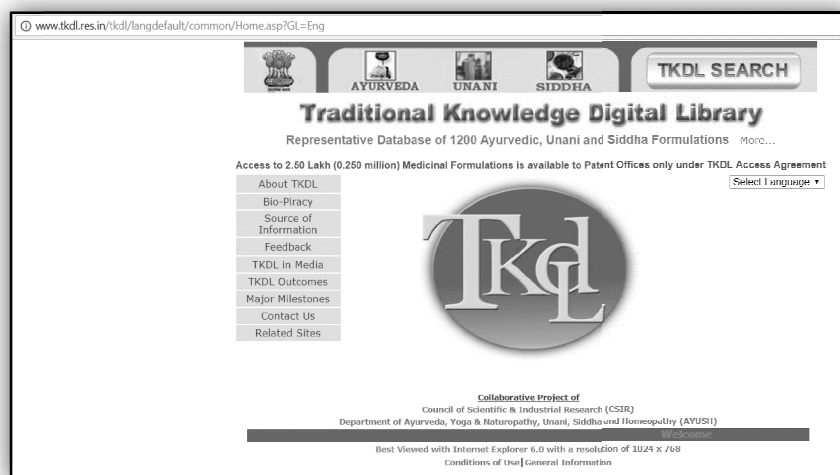 www.tkdl.res.in/tkdl/langdefault/common/Home.asp?GL=Eng
AYURVEDA UNANI SIDDHA TKDL SEARCH
Traditional Knowledge Digital Library
Representative Database of 1200 Ayurvedic, Unani and Siddha Formulations More...
Access to 2.50 Lakh (0.250 million) Medicinal Formulations is available to Patent Offices only under TKDL Access Agreement
Select Language
About TKDL
Bio-Piracy
Source of
Information
Feedback
TKDL in Media
TKDL Outcomes
Major Milestones
Contact Us
Related Sites
TKdL
Collaborative Project of
Council of Scientific & Industrial Research (CSIR)
Department of Ayurveda, Yoga & Naturopathy, Unani, Siddha and Homeopathy (AYUSH)
Welcome
Best Viewed with Internet Explorer 6.0 with a resolution of 1024 x 768
Conditions of Use| General Information